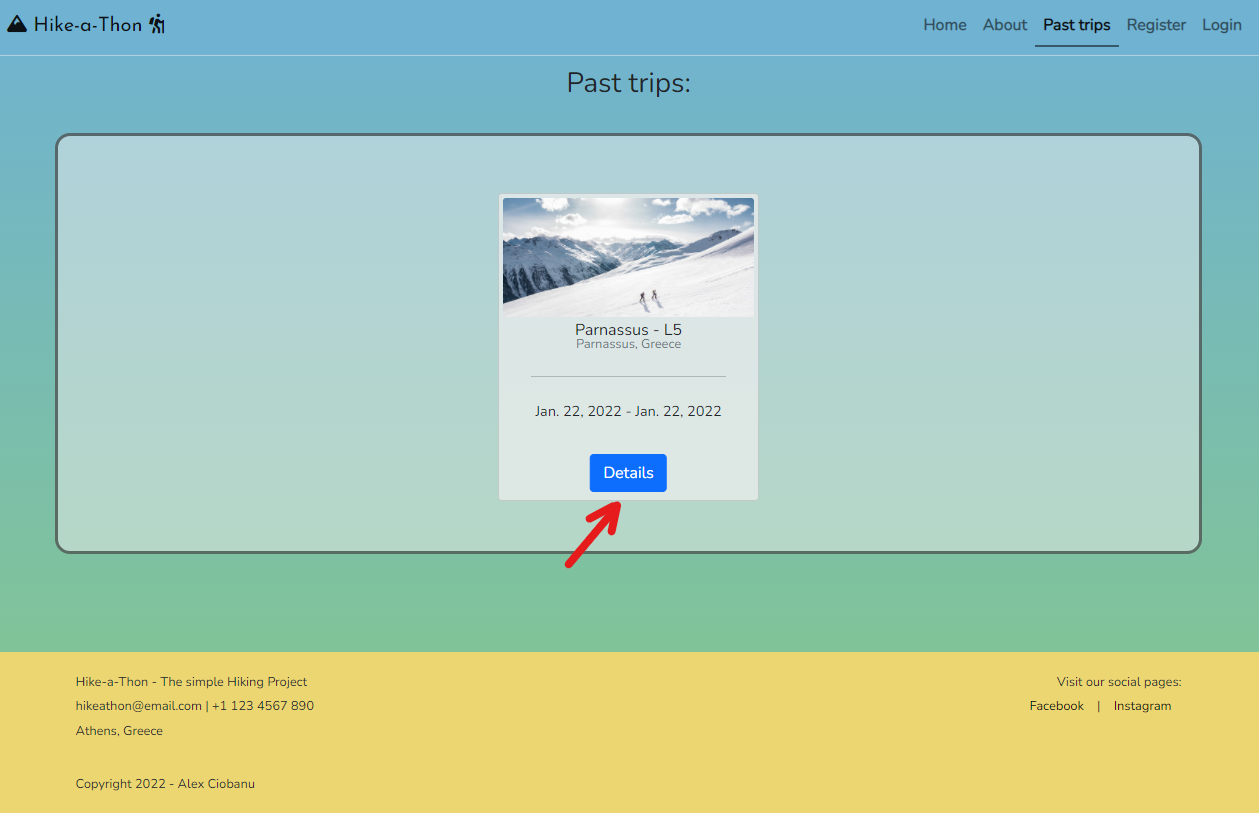 Hike-a-Thon
Home About Past trips Register Login
Past trips:
Parnassus - L5
Parnassus, Greece
Jan. 22, 2022 - Jan. 22, 2022
Details
Hike-a-Thon - The simple Hiking Project
hikeathon@email.com | +1 123 4567 890
Athens, Greece
Copyright 2022 - Alex Ciobanu
Visit our social pages:
Facebook | Instagram